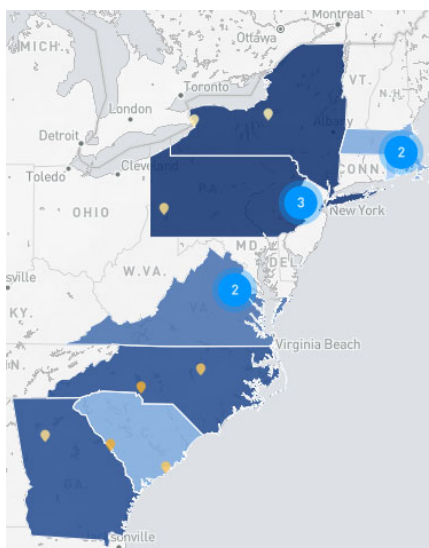 Montreal
Ottawa
MICH.
VT.
N.H.
Toronto
London
Albany
Detroit
2
Toledo
Cleveland
CONN.
PA.
3
New York
OHIO
MD.
DEL.
W.VA.
2
sville
VA.
KY.
Virginia Beach
N.
S.C.
GA.
Jacksonville